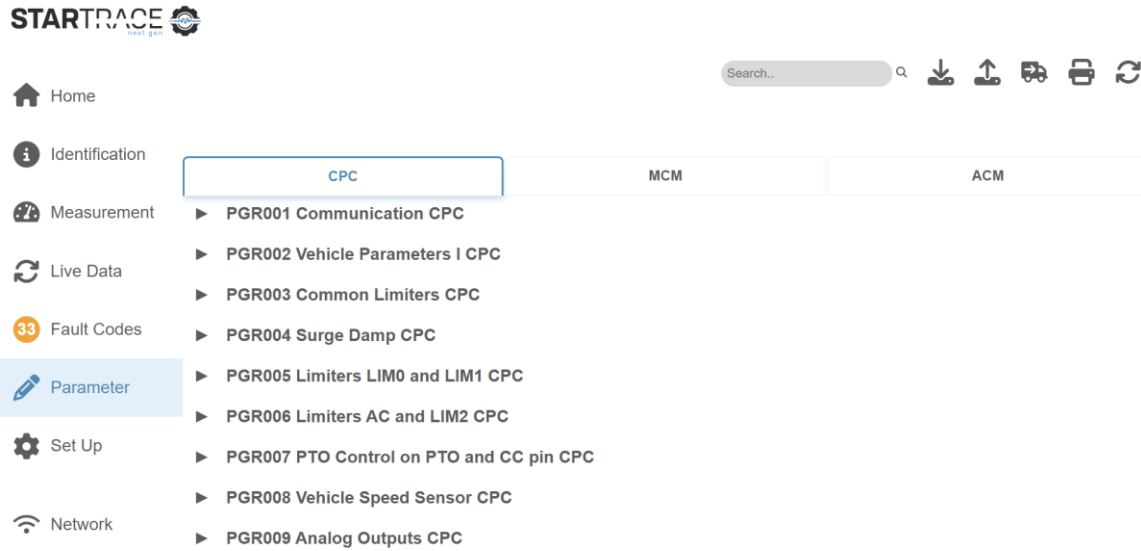 STARTRACE
next gen
Search..
Home
Identification
Measurement
Live Data
33 Fault Codes
Parameter
Set Up
Network
CPC MCM ACM
PGR001 Communication CPC
PGR002 Vehicle Parameters I CPC
PGR003 Common Limiters CPC
PGR004 Surge Damp CPC
PGR005 Limiters LIM0 and LIM1 CPC
PGR006 Limiters AC and LIM2 CPC
PGR007 PTO Control on PTO and CC pin CPC
PGR008 Vehicle Speed Sensor CPC
PGR009 Analog Outputs CPC